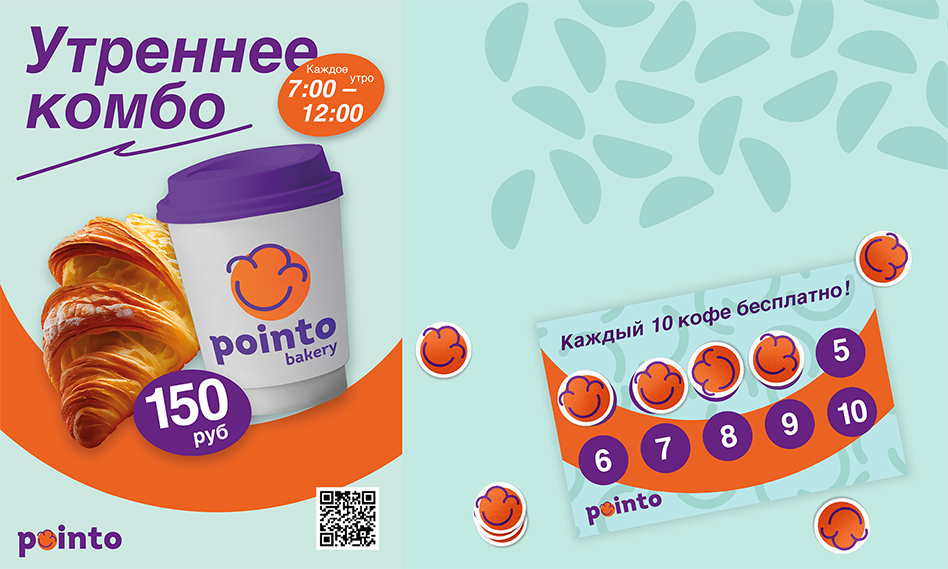 Утреннее
комбо
Каждое
утро
7:00 –
12:00
pointo
bakery
150
руб
pointo
Каждый 10 кофе бесплатно!
5
6 7 8 9 10
pointo